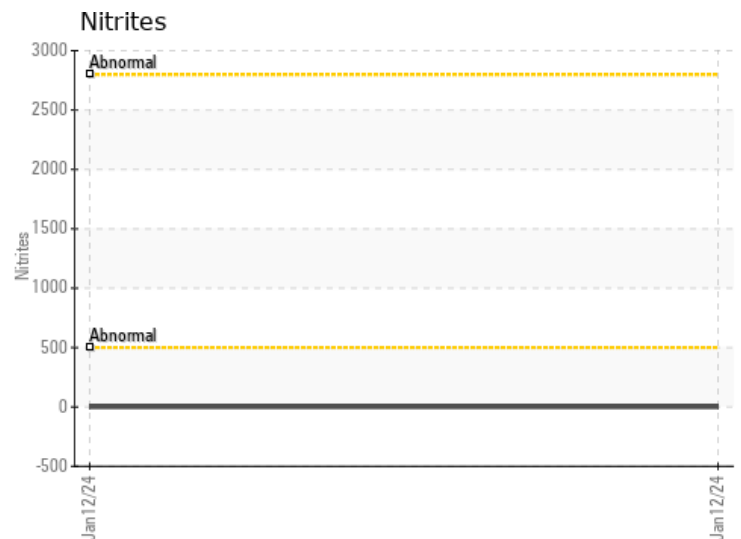 Nitrites
3000
Abnormal
2500
2000
1500
Nitrites
1000
Abnormal
500
0
-500
Jan12/24
Jan12/24